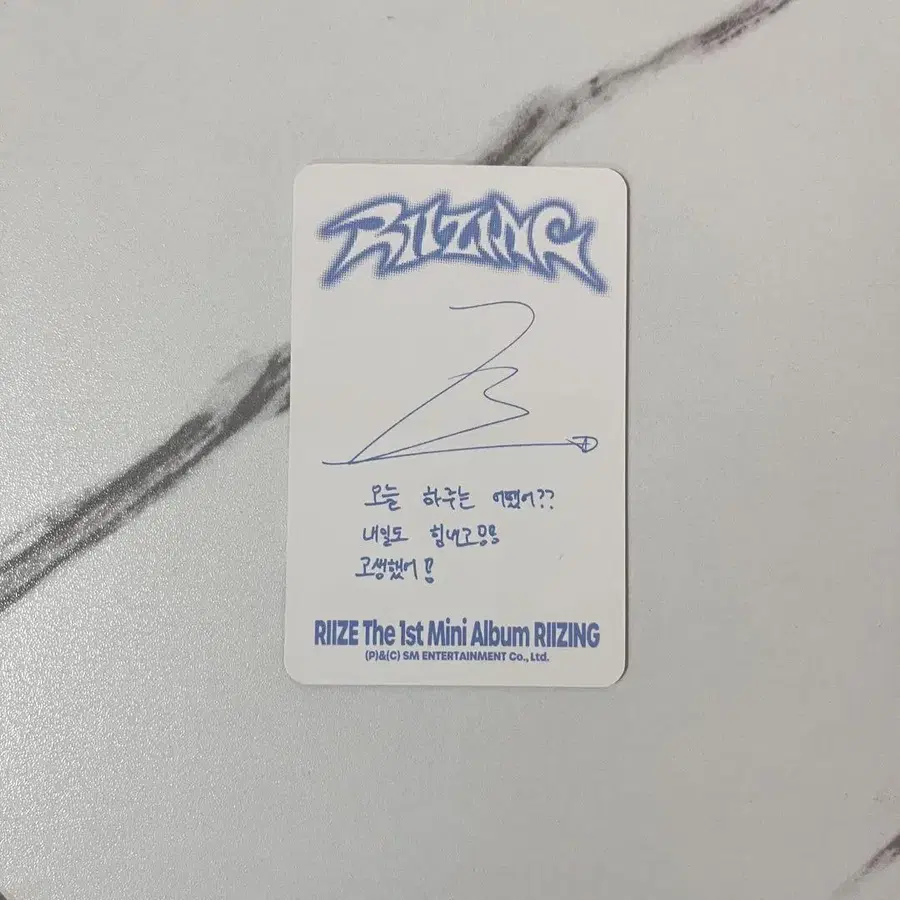 RIIZING
오늘 하루는 어땠어??
내일도 힘내고!!
고생했어!
RIIZE The 1st Mini Album RIIZING
(P)&(C) SM ENTERTAINMENT Co., Ltd.